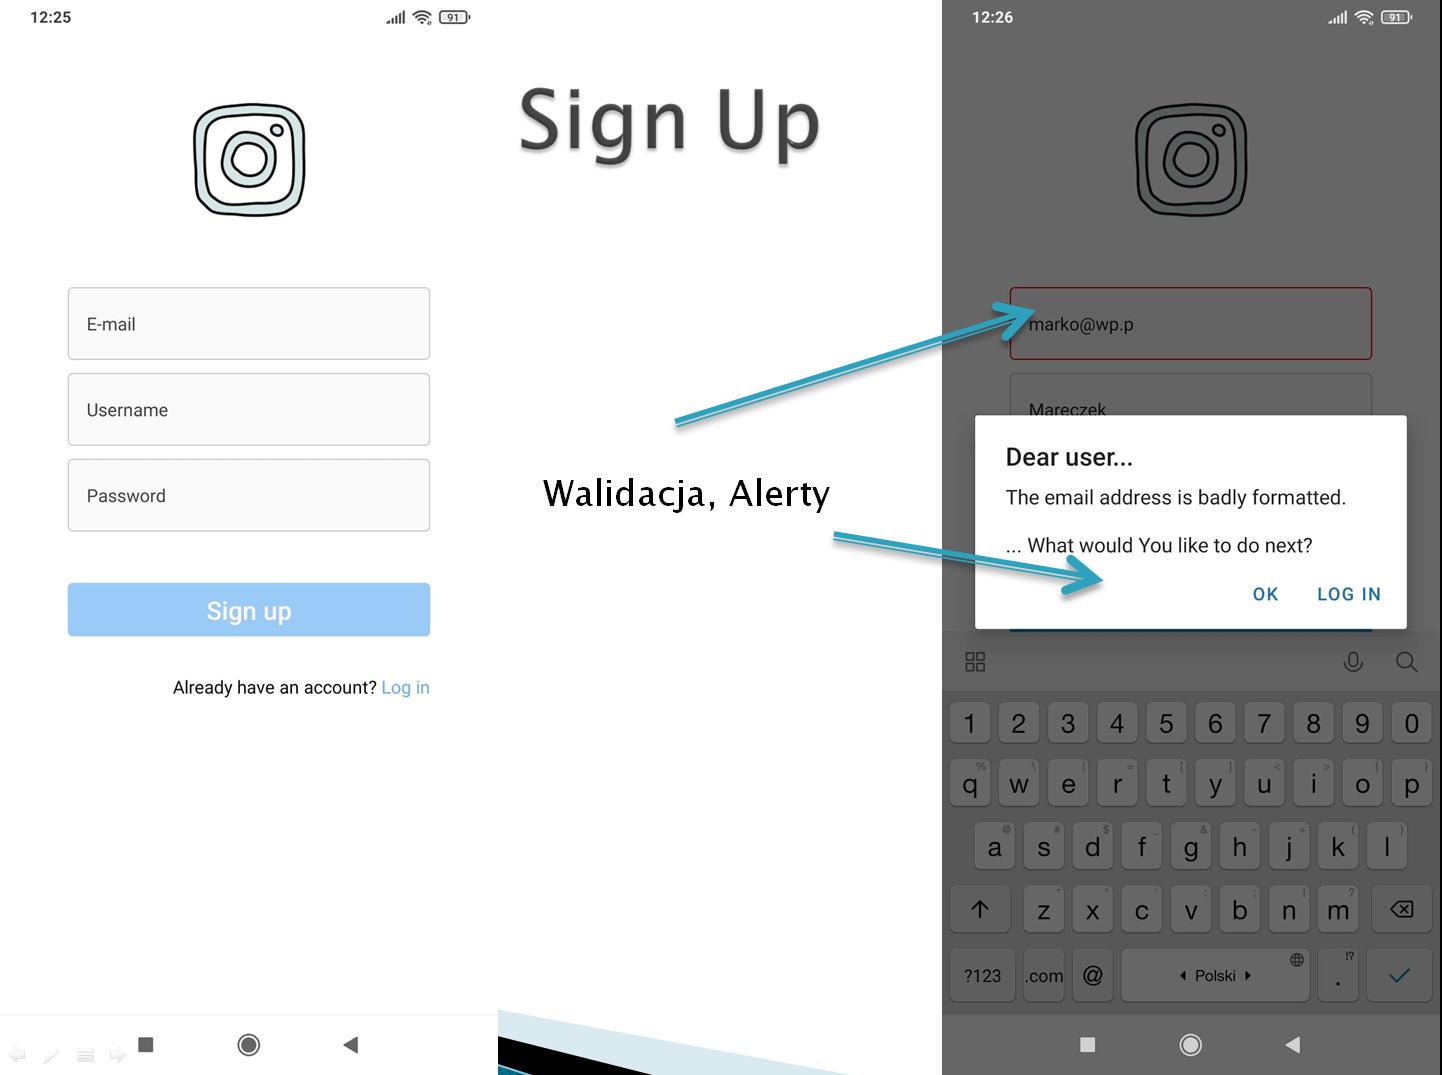 12:25
91
E-mail
Username
Password
Sign up
Already have an account? Log in
Sign Up
Walidacja, Alerty
12:26
91
marko@wp.p
Mareczek
Dear user...
The email address is badly formatted.
... What would You like to do next?
OK LOG IN
1 2 3 4 5 6 7 8 9 0
% \ | = [ ] < > { }
q w e r t y u i o p
@ # $ _ & - + ( )
a s d f g h j k l
* " ' : ; ! ?
z x c v b n m
!?
?123 .com @ Polski .